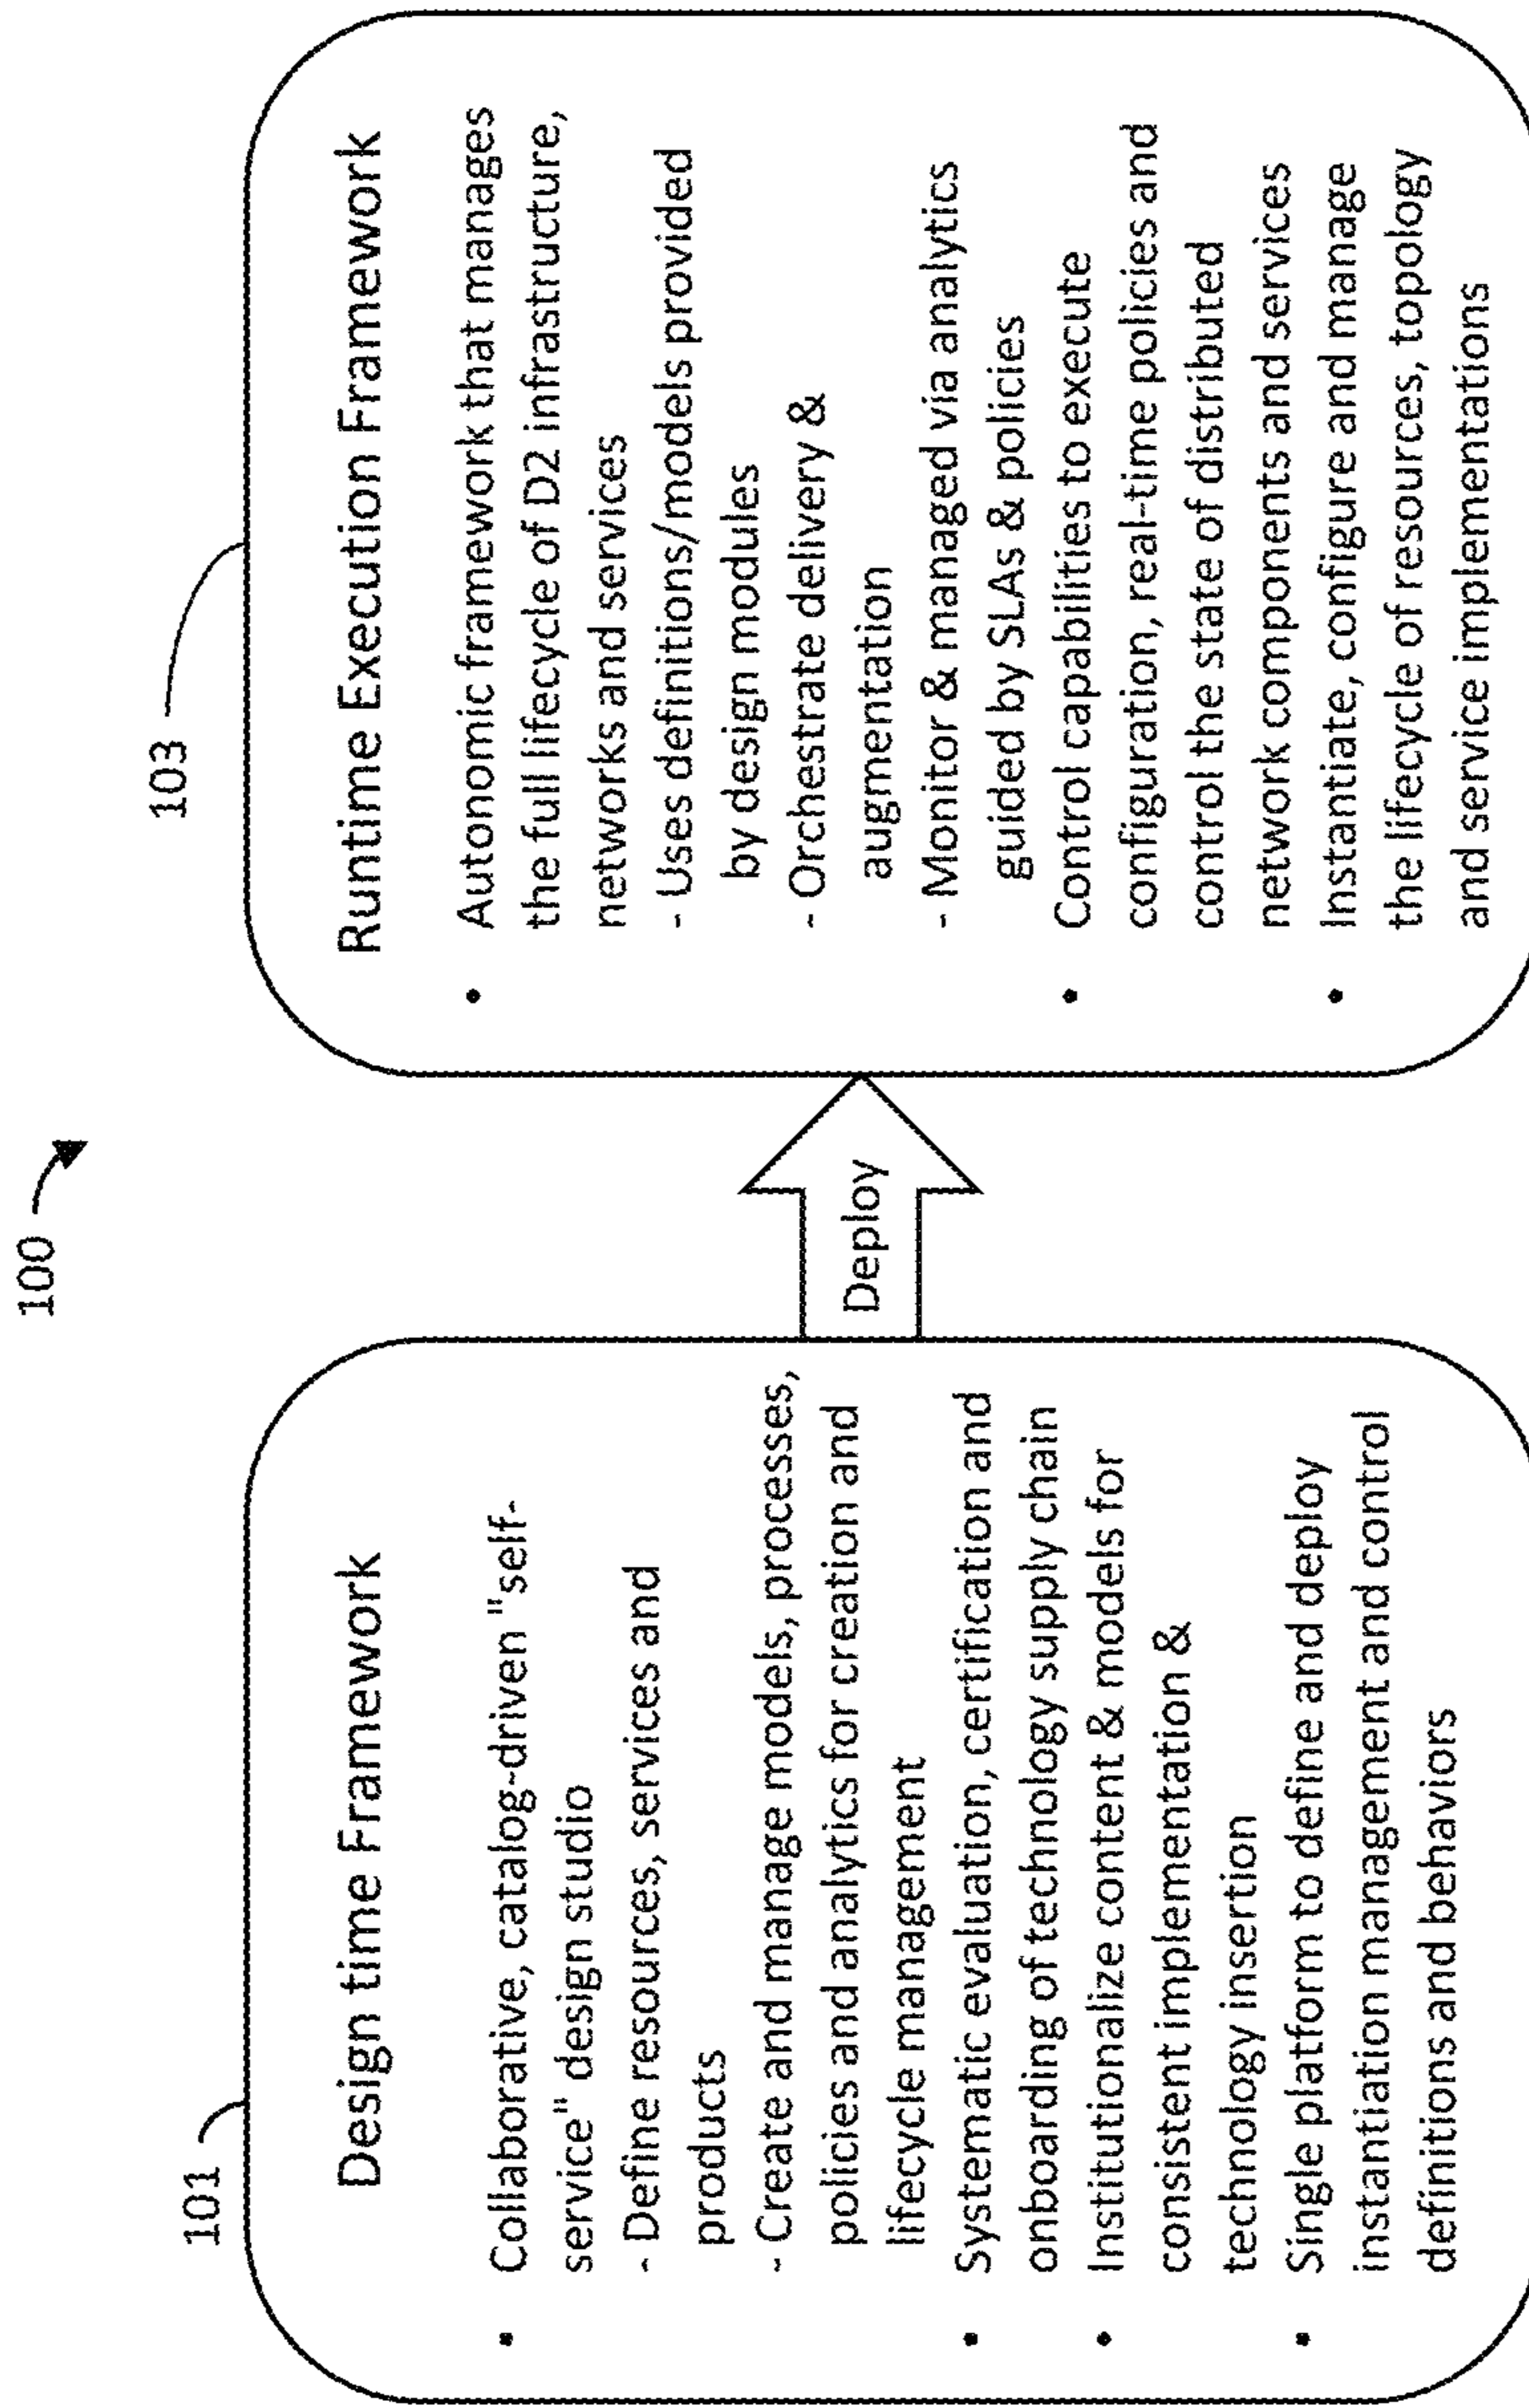 100
101
Design time Framework
• Collaborative, catalog-driven "self-
service" design studio
- Define resources, services and
products
- Create and manage models, processes,
policies and analytics for creation and
lifecycle management
• Systematic evaluation, certification and
onboarding of technology supply chain
• Institutionalize content & models for
consistent implementation &
technology insertion
• Single platform to define and deploy
instantiation management and control
definitions and behaviors
Deploy
103
Runtime Execution Framework
• Autonomic framework that manages
the full lifecycle of D2 infrastructure,
networks and services
- Uses definitions/models provided
by design modules
- Orchestrate delivery &
augmentation
- Monitor & managed via analytics
guided by SLAs & policies
• Control capabilities to execute
configuration, real-time policies and
control the state of distributed
network components and services
• Instantiate, configure and manage
the lifecycle of resources, topology
and service implementations